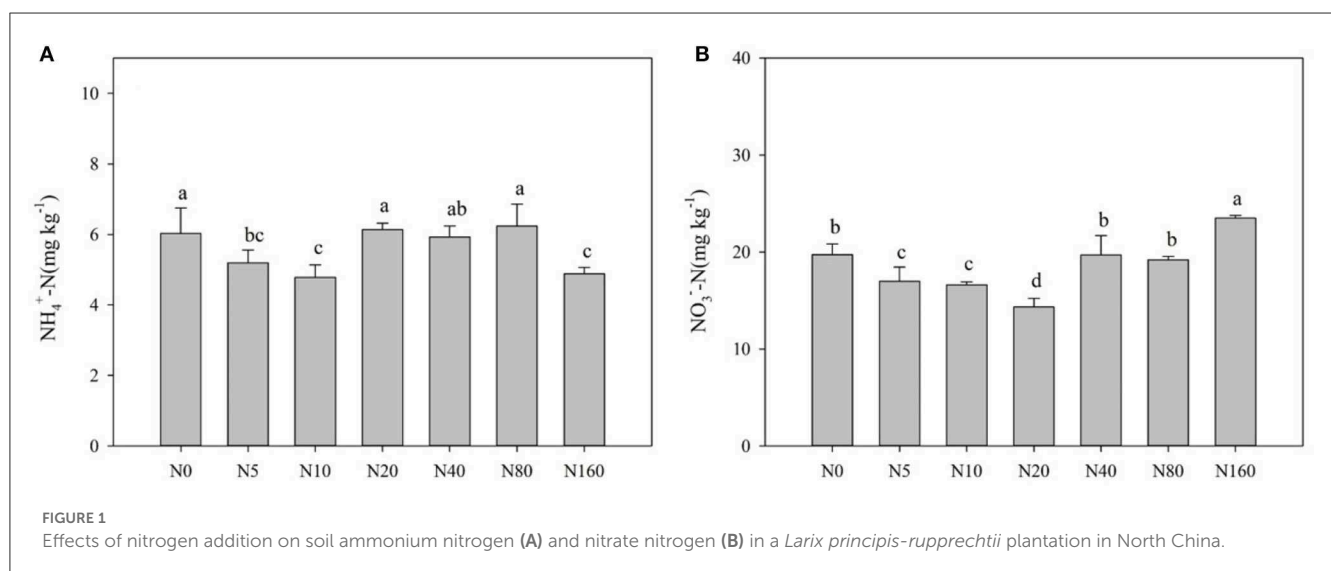 A
10
8
6
4
2
0
NH₄⁺-N(mg kg⁻¹)
a
bc
c
a
ab
a
c
N0 N5 N10 N20 N40 N80 N160
B
40
30
20
10
0
NO₃⁻-N(mg kg⁻¹)
b
c
c
d
b
b
a
N0 N5 N10 N20 N40 N80 N160
FIGURE 1
Effects of nitrogen addition on soil ammonium nitrogen (A) and nitrate nitrogen (B) in a Larix principis-rupprechtii plantation in North China.